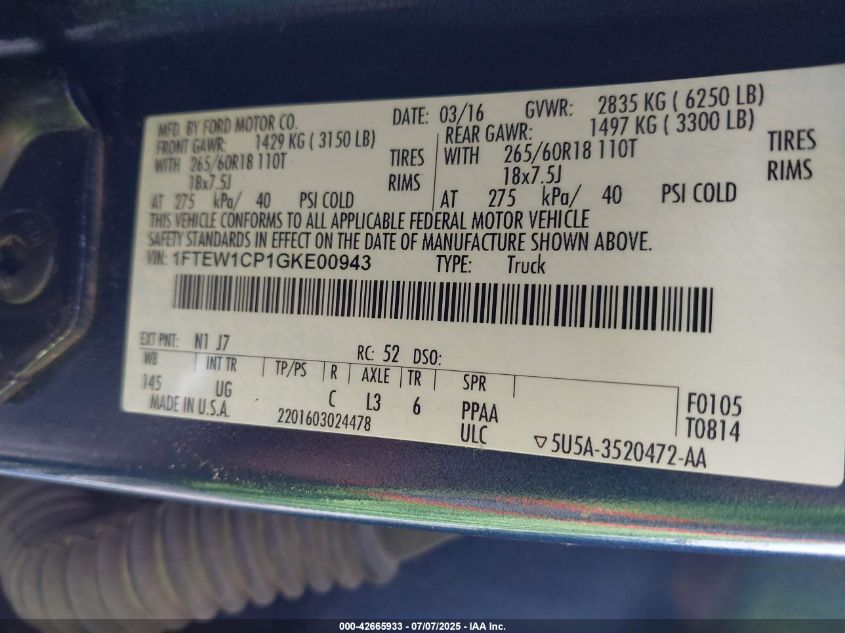 MFD. BY FORD MOTOR CO.
DATE: 03/16 GVWR: 2835 KG ( 6250 LB)
FRONT GAWR: 1429 KG ( 3150 LB)
REAR GAWR: 1497 KG ( 3300 LB)
WITH 265/60R18 110T TIRES
WITH 265/60R18 110T TIRES
18x7.5J RIMS
18x7.5J RIMS
AT 275 kPa/ 40 PSI COLD
AT 275 kPa/ 40 PSI COLD
THIS VEHICLE CONFORMS TO ALL APPLICABLE FEDERAL MOTOR VEHICLE
SAFETY STANDARDS IN EFFECT ON THE DATE OF MANUFACTURE SHOWN ABOVE.
VIN: 1FTEW1CP1GKE00943 TYPE: Truck
EXT PNT: N1 J7 RC: 52 DSO:
WB INT TR TP/PS R AXLE TR SPR
145 UG C L3 6 PPAA F0105
MADE IN U.S.A. 2201603024478 ULC T0814
▽5U5A-3520472-AA
000-42665933 - 07/07/2025 - IAA Inc.